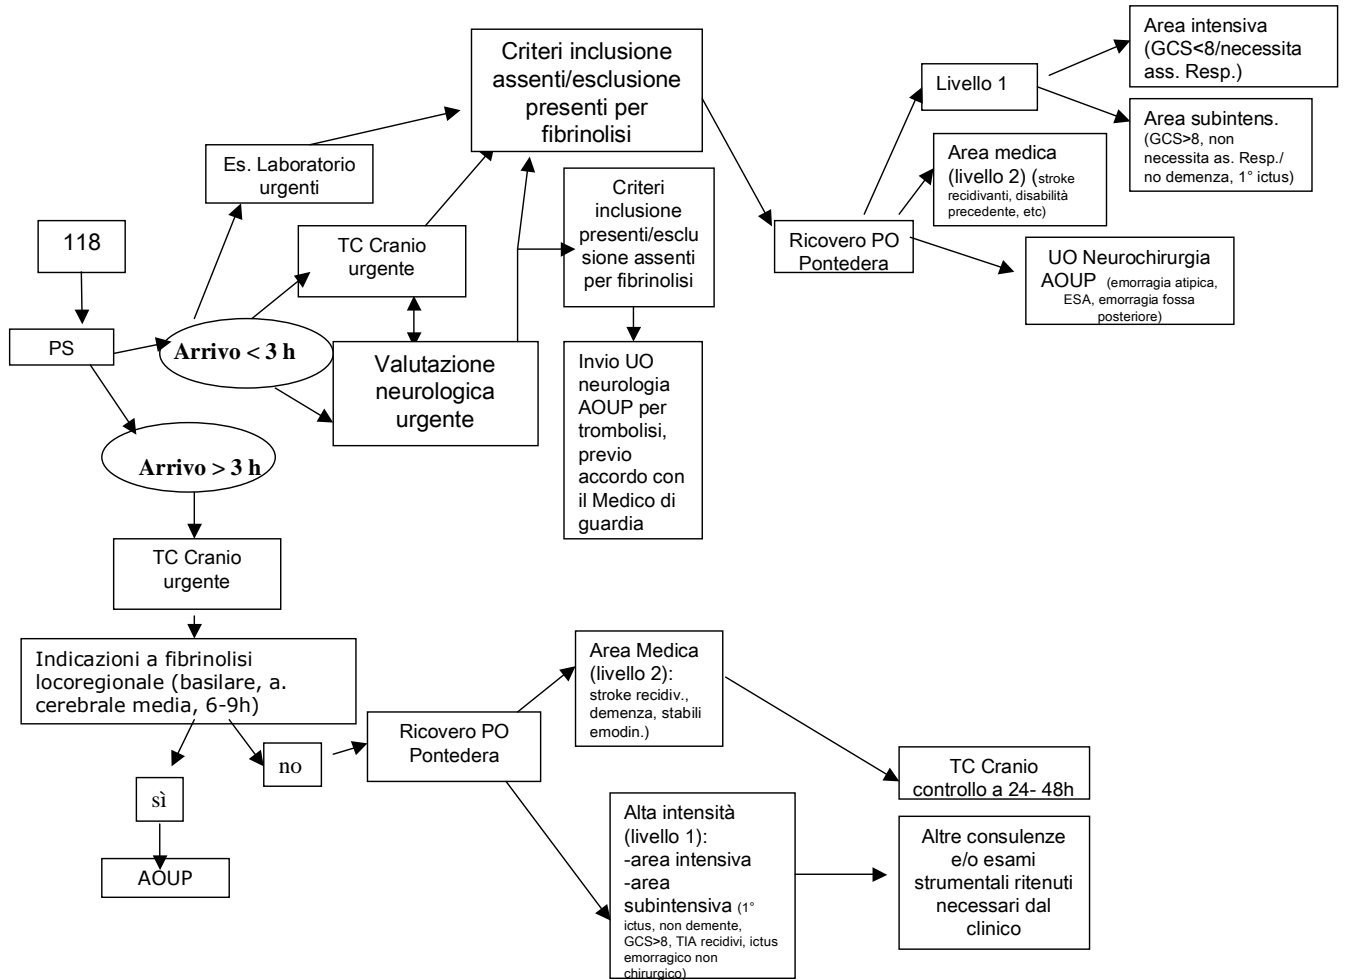 Criteri inclusione
assenti/esclusione
presenti per
fibrinolisi
Area intensiva
(GCS<8/necessita
ass. Resp.)
Livello 1
Area subintens.
(GCS>8, non
necessita as. Resp./
no demenza, 1° ictus)
Area medica
(livello 2) (stroke
recidivanti, disabilità
precedente, etc)
Es. Laboratorio
urgenti
Criteri
inclusione
presenti/esclu
sione assenti
per fibrinolisi
118
TC Cranio
urgente
Ricovero PO
Pontedera
UO Neurochirurgia
AOUP (emorragia atipica,
ESA, emorragia fossa
posteriore)
PS
Arrivo < 3 h
Valutazione
neurologica
urgente
Invio UO
neurologia
AOUP per
trombolisi,
previo
accordo con
il Medico di
guardia
Arrivo > 3 h
TC Cranio
urgente
Indicazioni a fibrinolisi
locoregionale (basilare, a.
cerebrale media, 6-9h)
Area Medica
(livello 2):
stroke recidiv.,
demenza, stabili
emodin.)
Ricovero PO
Pontedera
no
sì
AOUP
TC Cranio
controllo a 24- 48h
Alta intensità
(livello 1):
-area intensiva
-area
subintensiva (1°
ictus, non demente,
GCS>8, TIA recidivi, ictus
emorragico non
chirurgico)
Altre consulenze
e/o esami
strumentali ritenuti
necessari dal
clinico